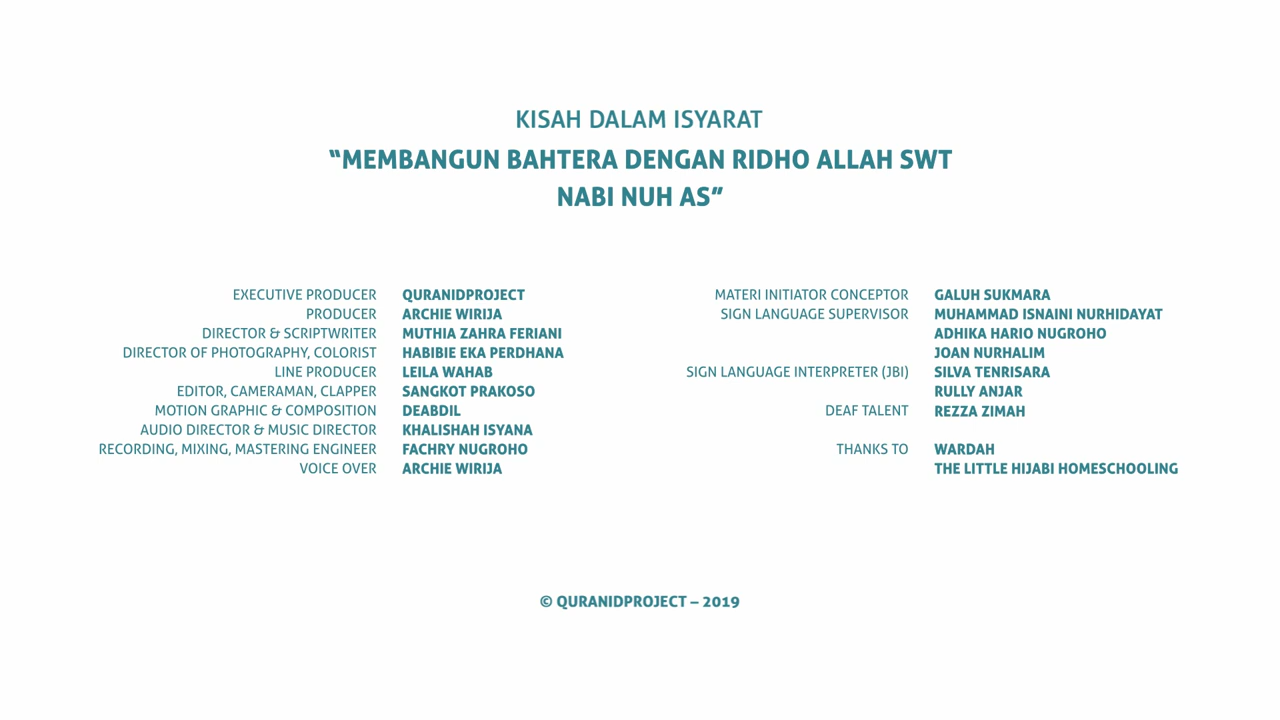 KISAH DALAM ISYARAT
“MEMBANGUN BAHTERA DENGAN RIDHO ALLAH SWT
NABI NUH AS”
EXECUTIVE PRODUCER QURANIDPROJECT
PRODUCER ARCHIE WIRIJA
DIRECTOR & SCRIPTWRITER MUTHIA ZAHRA FERIANI
DIRECTOR OF PHOTOGRAPHY, COLORIST HABIBIE EKA PERDHANA
LINE PRODUCER LEILA WAHAB
EDITOR, CAMERAMAN, CLAPPER SANGKOT PRAKOSO
MOTION GRAPHIC & COMPOSITION DEABDIL
AUDIO DIRECTOR & MUSIC DIRECTOR KHALISHAH ISYANA
RECORDING, MIXING, MASTERING ENGINEER FACHRY NUGROHO
VOICE OVER ARCHIE WIRIJA
MATERI INITIATOR CONCEPTOR GALUH SUKMARA
SIGN LANGUAGE SUPERVISOR MUHAMMAD ISNAINI NURHIDAYAT
ADHIKA HARIO NUGROHO
JOAN NURHALIM
SIGN LANGUAGE INTERPRETER (JBI) SILVA TENRISARA
RULLY ANJAR
DEAF TALENT REZZA ZIMAH
THANKS TO WARDAH
THE LITTLE HIJABI HOMESCHOOLING
© QURANIDPROJECT – 2019